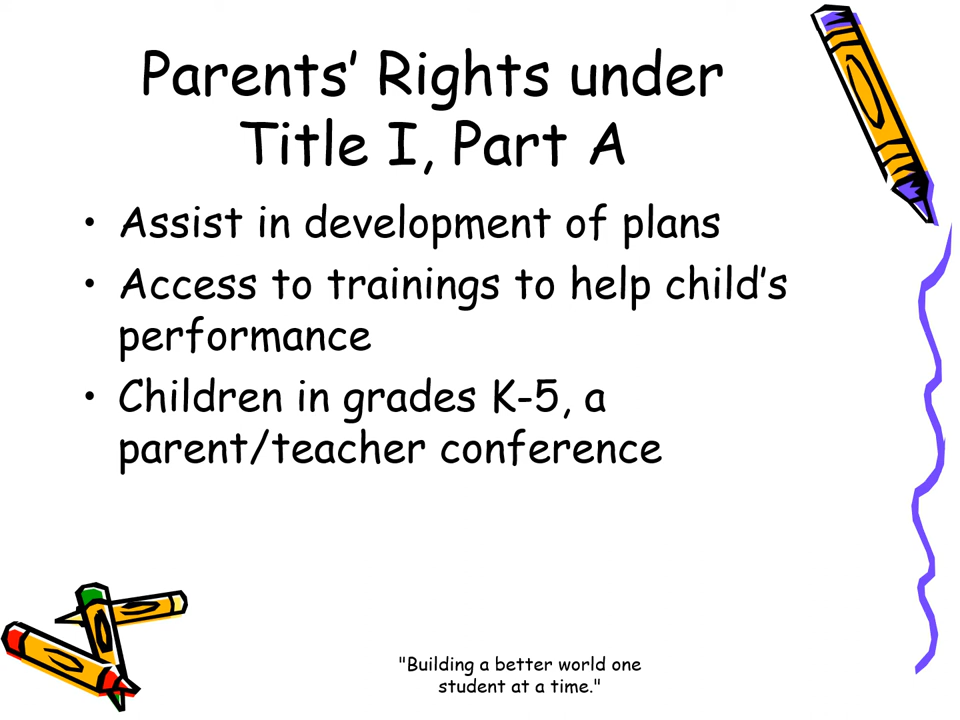 Parents’ Rights under
Title I, Part A
• Assist in development of plans
• Access to trainings to help child’s
performance
• Children in grades K-5, a
parent/teacher conference
"Building a better world one
student at a time."